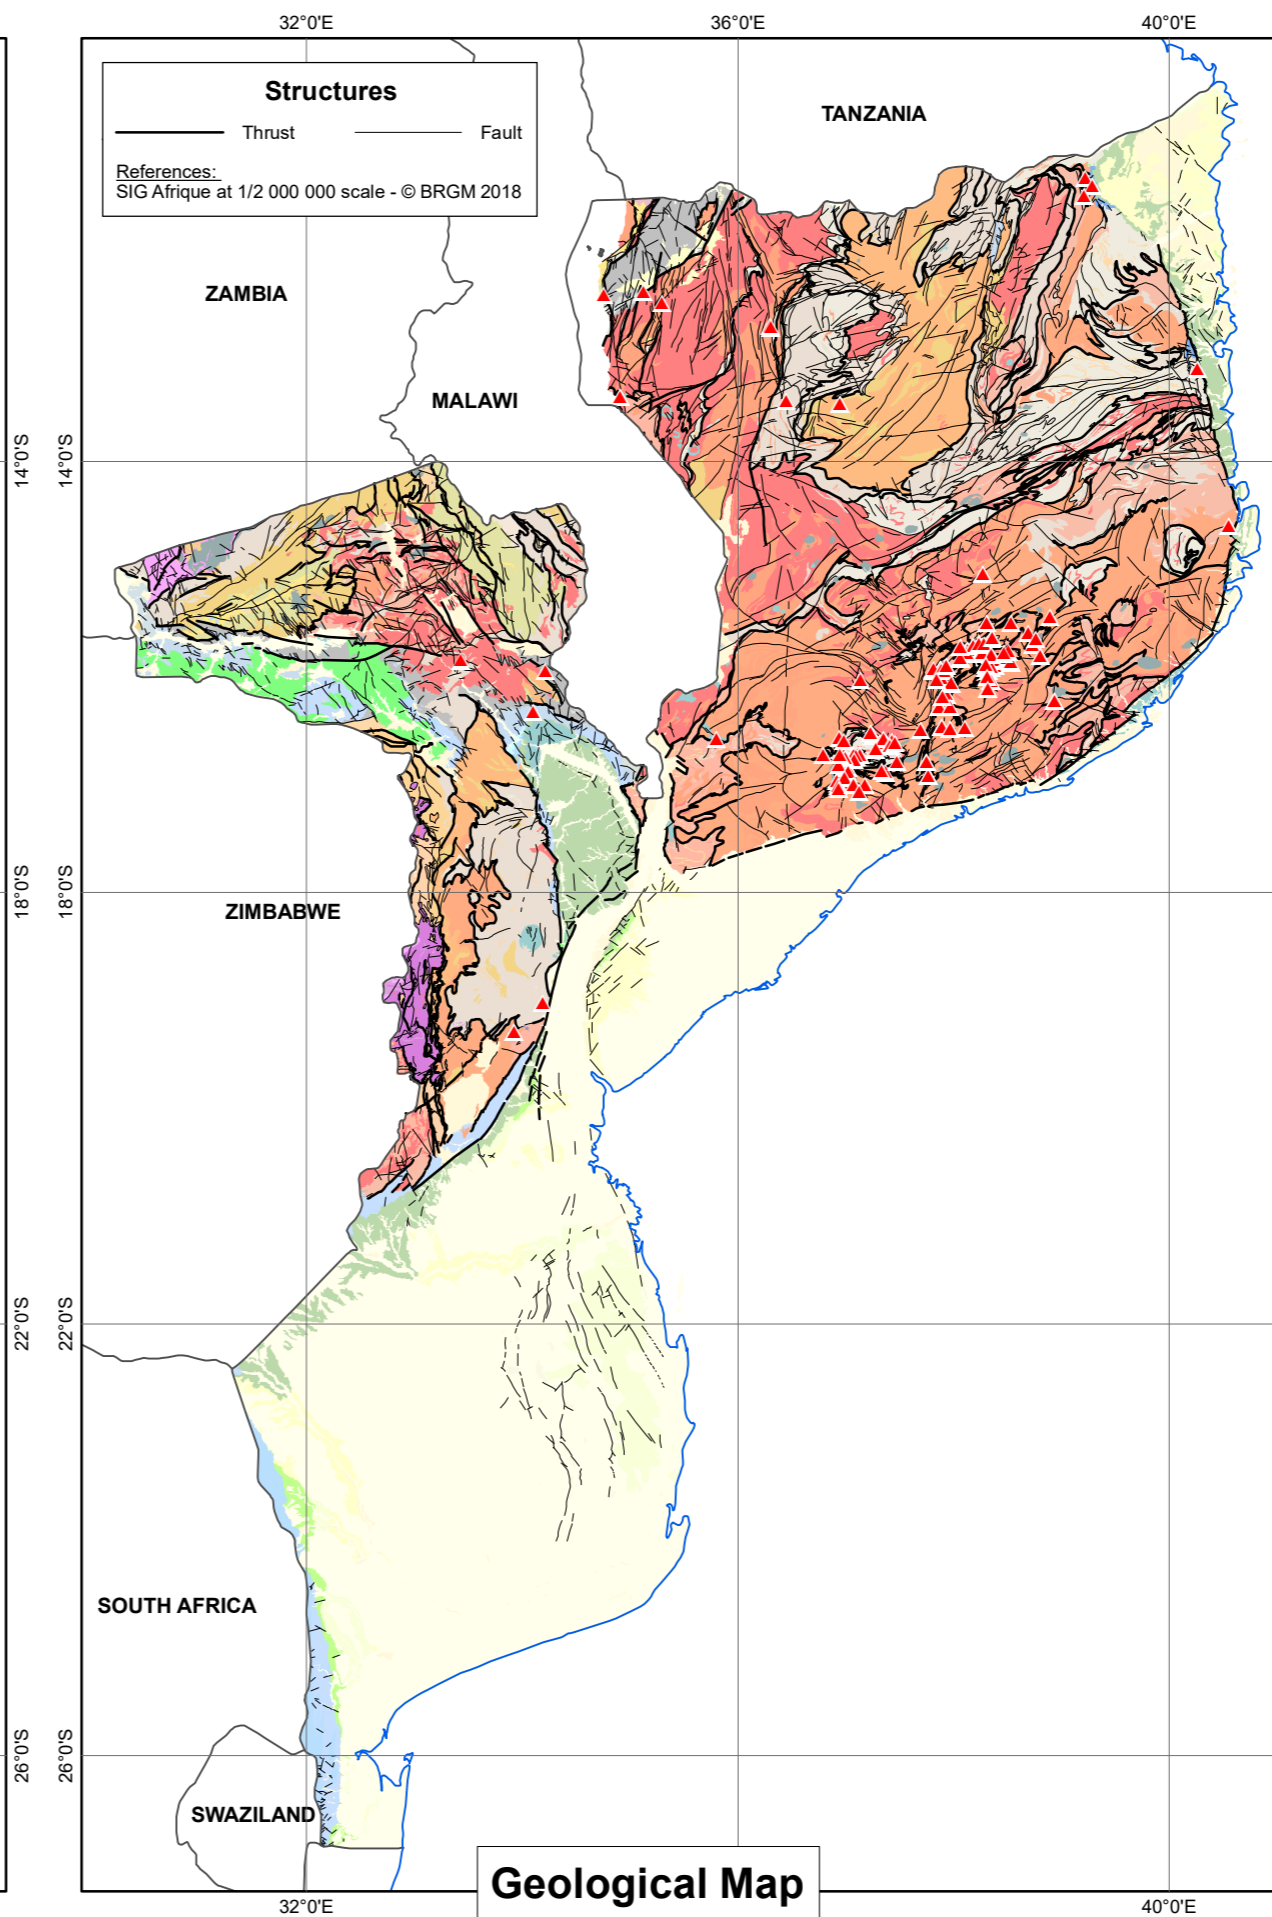 32°0'E 36°0'E 40°0'E
Structures
Thrust Fault
References:
SIG Afrique at 1/2 000 000 scale - © BRGM 2018
TANZANIA
ZAMBIA
MALAWI
14°0'S 14°0'S
18°0'S 18°0'S
ZIMBABWE
22°0'S 22°0'S
SOUTH AFRICA
26°0'S 26°0'S
SWAZILAND
Geological Map
32°0'E 40°0'E